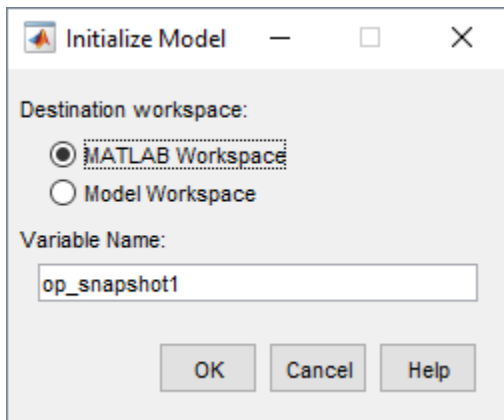 Initialize Model
Destination workspace:
MATLAB Workspace
Model Workspace
Variable Name:
op_snapshot1
OK Cancel Help